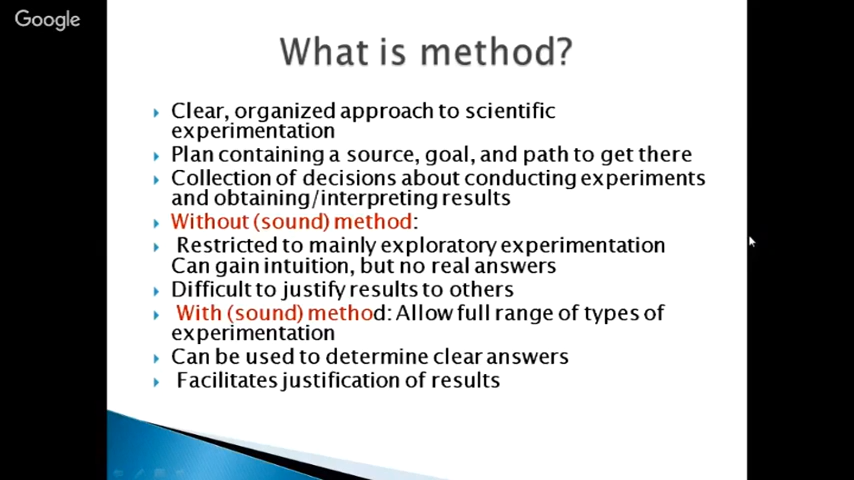 Google
What is method?
Clear, organized approach to scientific
experimentation
Plan containing a source, goal, and path to get there
Collection of decisions about conducting experiments
and obtaining/interpreting results
Without (sound) method:
Restricted to mainly exploratory experimentation
Can gain intuition, but no real answers
Difficult to justify results to others
With (sound) method: Allow full range of types of
experimentation
Can be used to determine clear answers
Facilitates justification of results